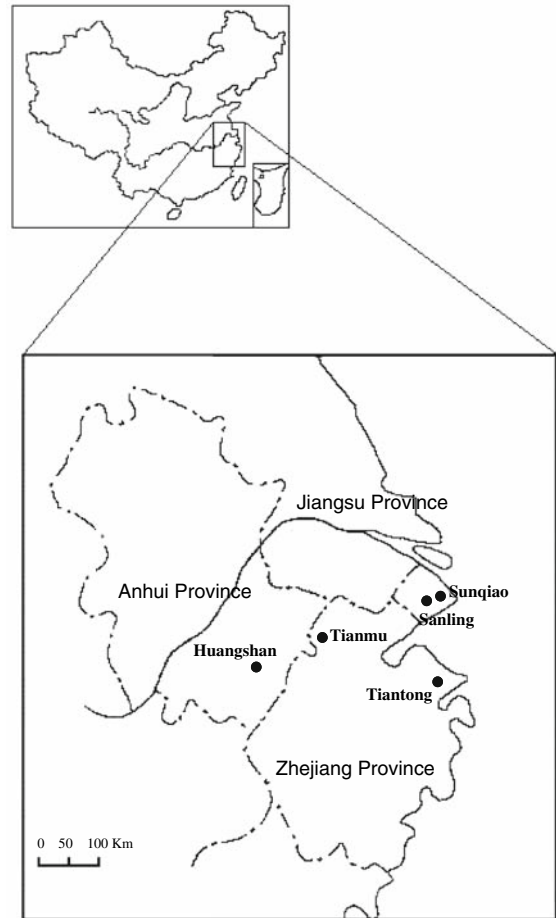 Jiangsu Province
Anhui Province
Sunqiao
Sanling
Tianmu
Huangshan
Tiantong
Zhejiang Province
0 50 100 Km